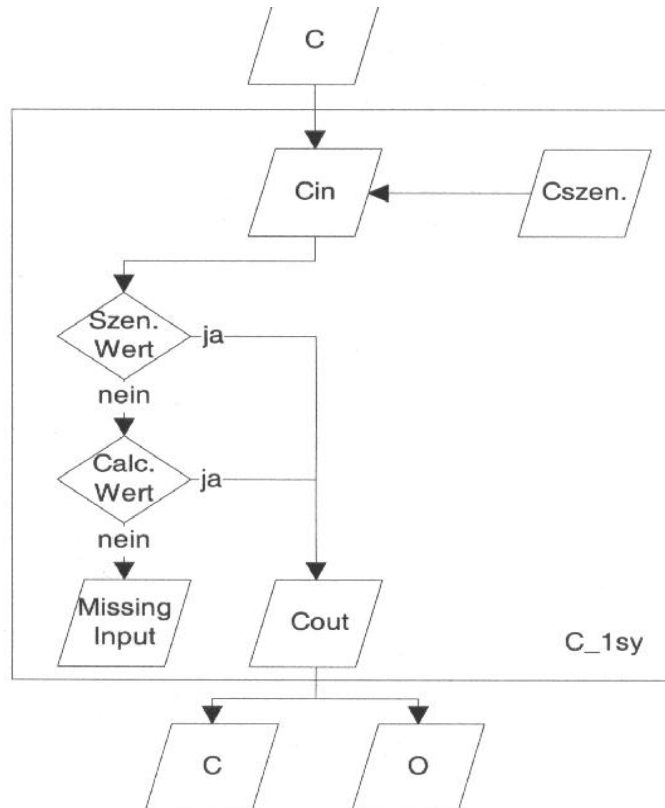 C
Cin
Cszen.
Szen.
Wert
ja
nein
Calc.
Wert
ja
nein
Missing
Input
Cout
C_1sy
C
O